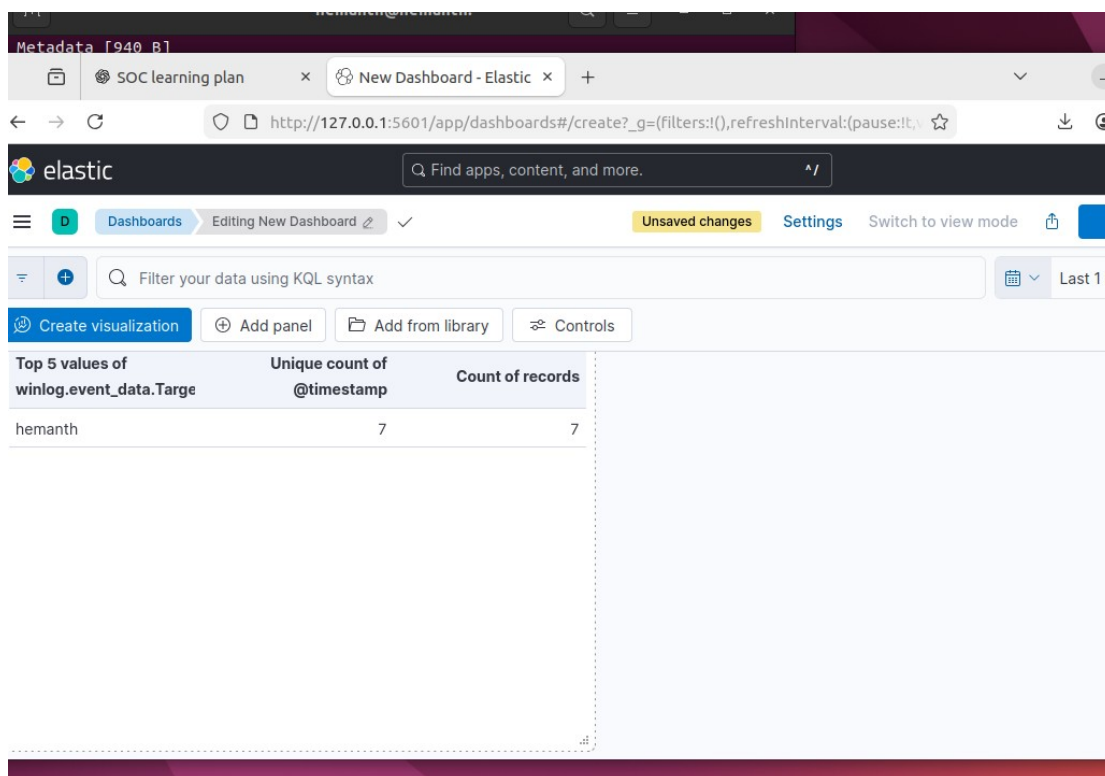 hemanth@hemanth:
Metadata [940 B]
SOC learning plan
New Dashboard - Elastic
http://127.0.0.1:5601/app/dashboards#/create?_g=(filters:!(),refreshInterval:(pause:!t,
elastic
Find apps, content, and more.
^/
D
Dashboards
Editing New Dashboard
Unsaved changes
Settings
Switch to view mode
Filter your data using KQL syntax
Last 1
Create visualization
Add panel
Add from library
Controls
Top 5 values of
winlog.event_data.Targe
Unique count of
@timestamp
Count of records
hemanth 7 7